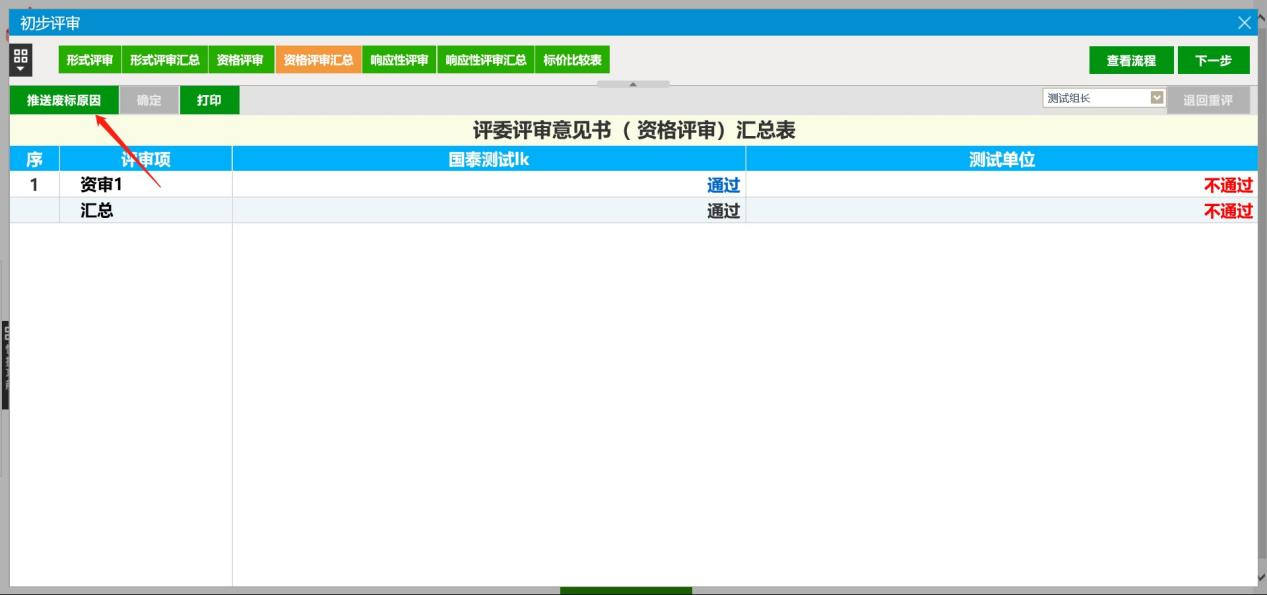 初步评审
形式评审 形式评审汇总 资格评审 资格评审汇总 响应性评审 响应性评审汇总 标价比较表 查看流程 下一步
推送废标原因 确定 打印 测试组长 退回重评
评委评审意见书（ 资格评审）汇总表
序 评审项 国泰测试lk 测试单位
1 资审1 通过 不通过
汇总 通过 不通过